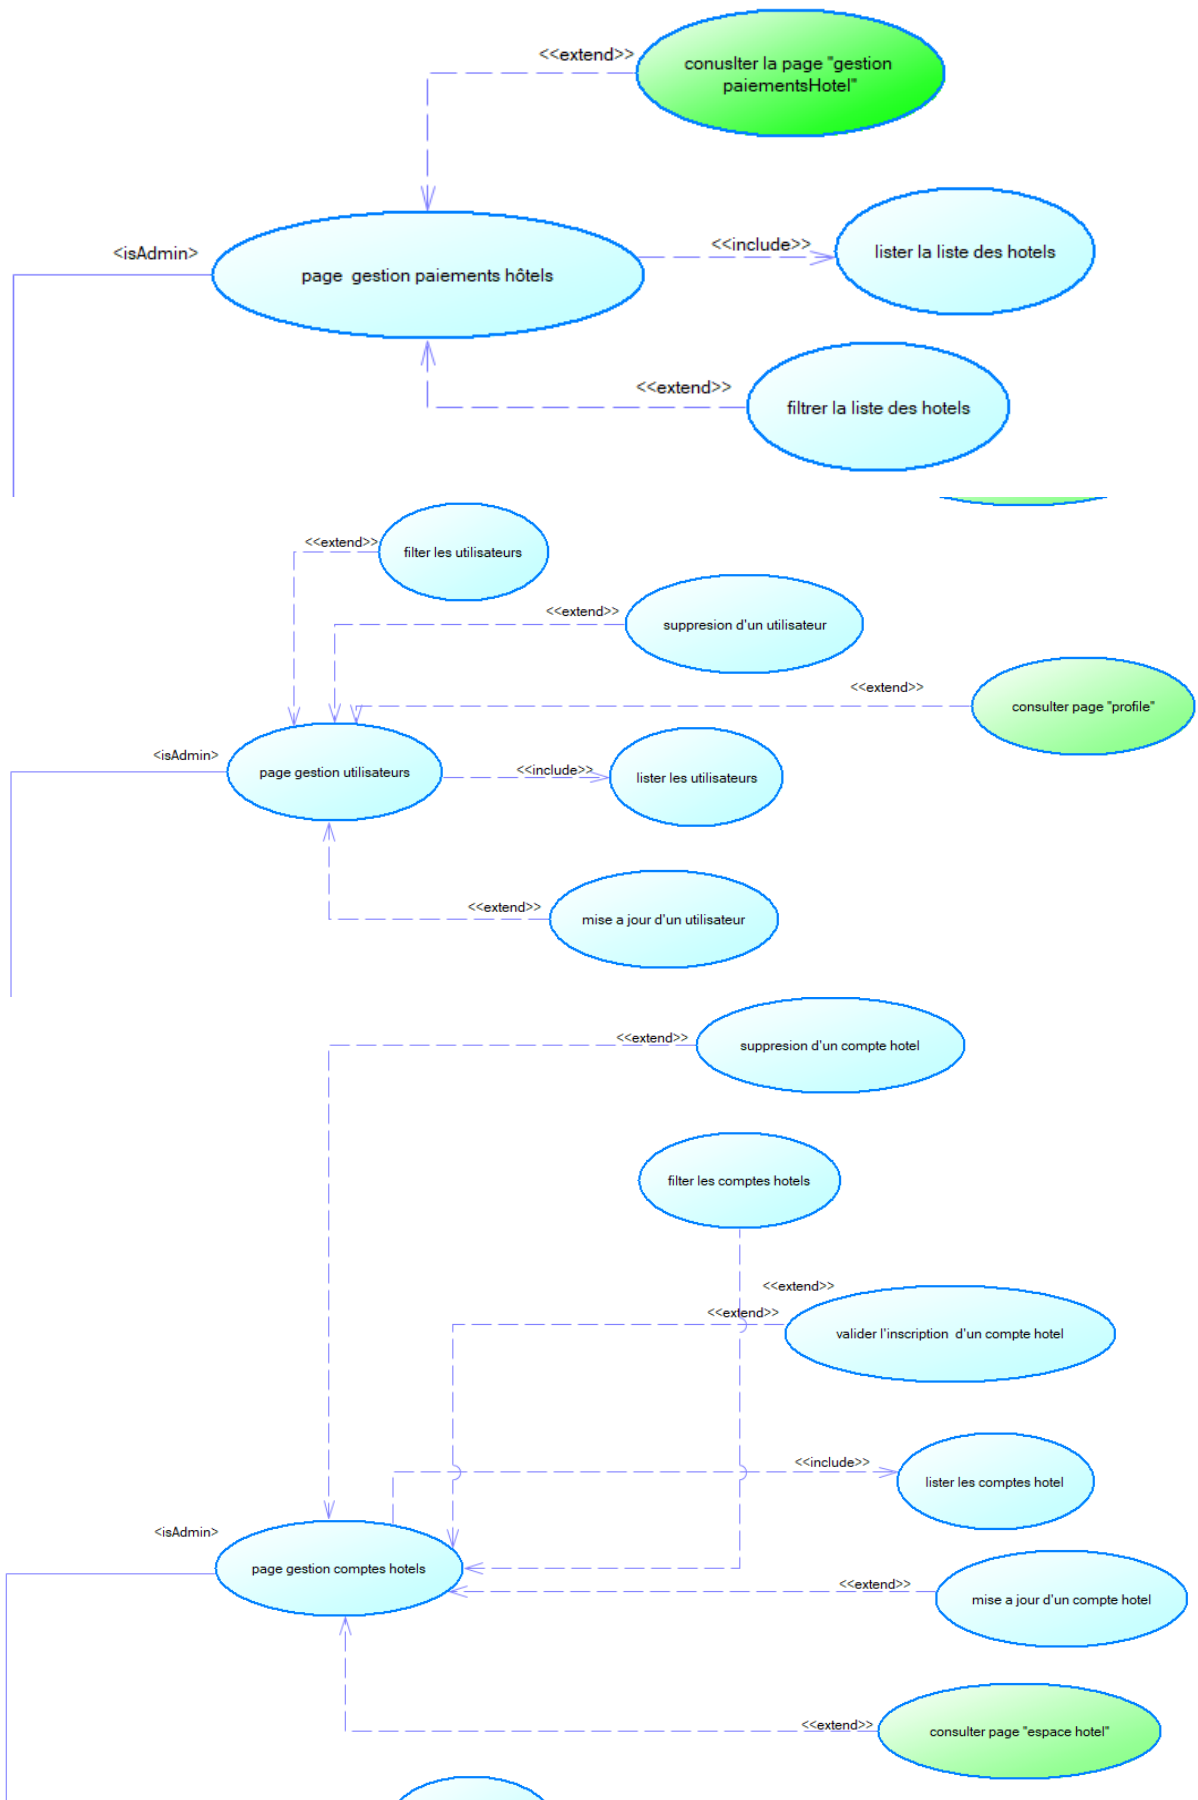 <<extend>>
conuslter la page "gestion
paiementsHotel"
<isAdmin>
page  gestion paiements hôtels
<<include>>
lister la liste des hotels
<<extend>>
filtrer la liste des hotels
<<extend>>
filter les utilisateurs
<<extend>>
suppresion d'un utilisateur
<<extend>>
consulter page "profile"
<isAdmin>
page gestion utilisateurs
<<include>>
lister les utilisateurs
<<extend>>
mise a jour d'un utilisateur
<<extend>>
suppresion d'un compte hotel
filter les comptes hotels
<<extend>>
<<extend>>
valider l'inscription  d'un compte hotel
<<include>>
lister les comptes hotel
<isAdmin>
page gestion comptes hotels
<<extend>>
mise a jour d'un compte hotel
<<extend>>
consulter page "espace hotel"